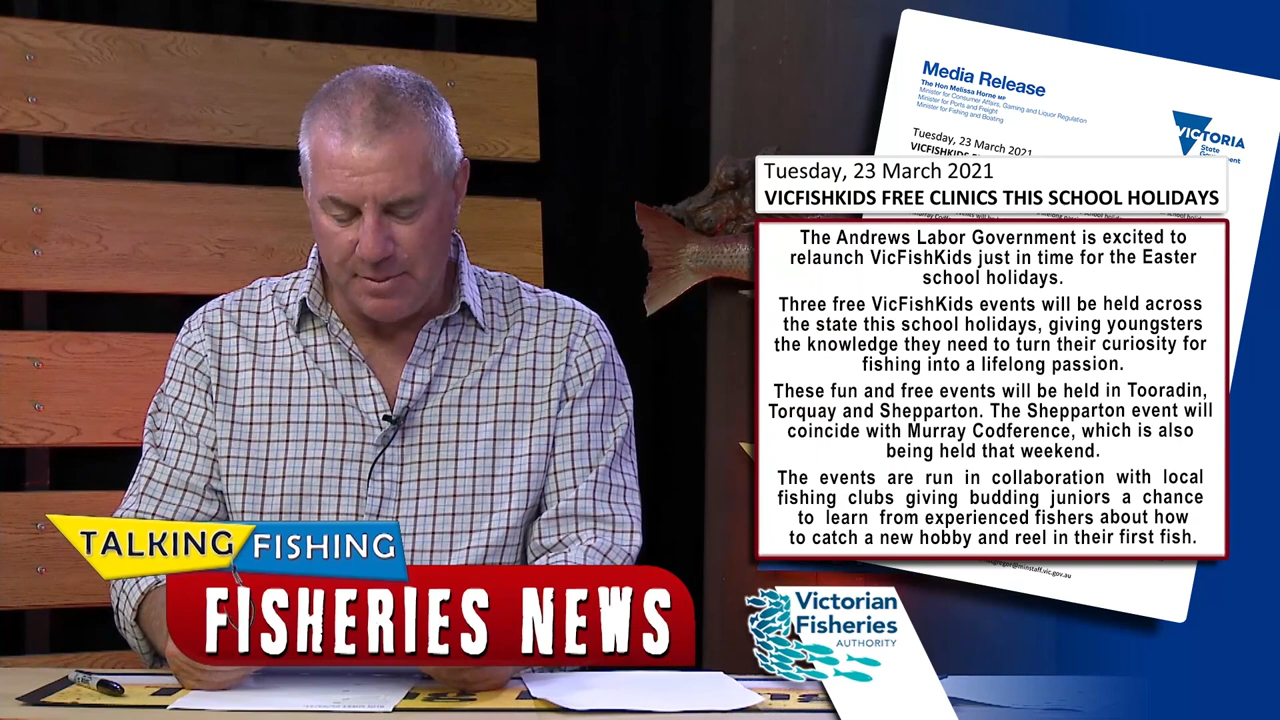 Media Release
The Hon Melissa Horne MP
Minister for Consumer Affairs, Gaming and Liquor Regulation
Minister for Ports and Freight
Minister for Fishing and Boating
VICTORIA
State
Tuesday, 23 March 2021
Tuesday, 23 March 2021
VICFISHKIDS FREE CLINICS THIS SCHOOL HOLIDAYS
The Andrews Labor Government is excited to
relaunch VicFishKids just in time for the Easter
school holidays.
Three free VicFishKids events will be held across
the state this school holidays, giving youngsters
the knowledge they need to turn their curiosity for
fishing into a lifelong passion.
These fun and free events will be held in Tooradin,
Torquay and Shepparton. The Shepparton event will
coincide with Murray Codference, which is also
being held that weekend.
The events are run in collaboration with local
fishing clubs giving budding juniors a chance
to learn from experienced fishers about how
to catch a new hobby and reel in their first fish.
TALKING FISHING
FISHERIES NEWS
Victorian
Fisheries
AUTHORITY